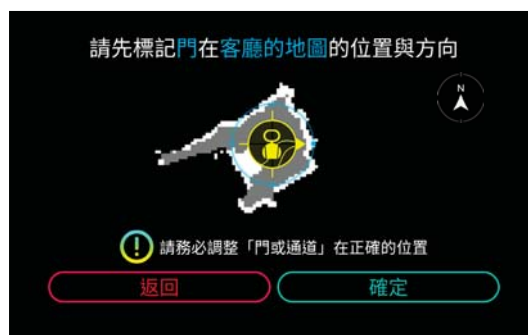 請先標記門在客廳的地圖的位置與方向
N
請務必調整「門或通道」在正確的位置
返回
確定